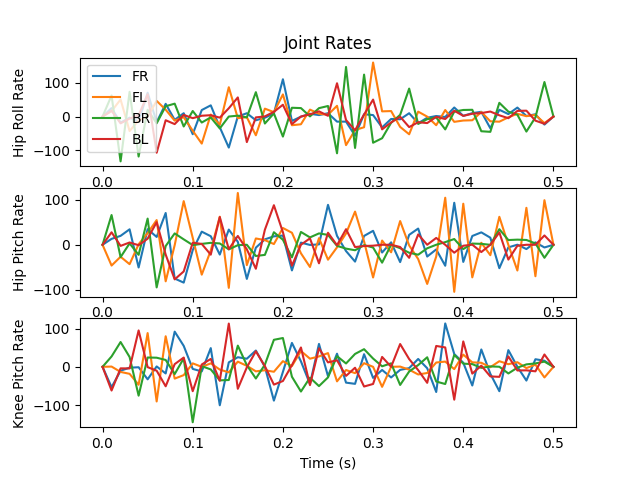 Joint Rates
Hip Roll Rate
100
0
−100
FR
FL
BR
BL
0.0 0.1 0.2 0.3 0.4 0.5
Hip Pitch Rate
100
0
−100
0.0 0.1 0.2 0.3 0.4 0.5
Knee Pitch Rate
100
0
−100
0.0 0.1 0.2 0.3 0.4 0.5
Time (s)